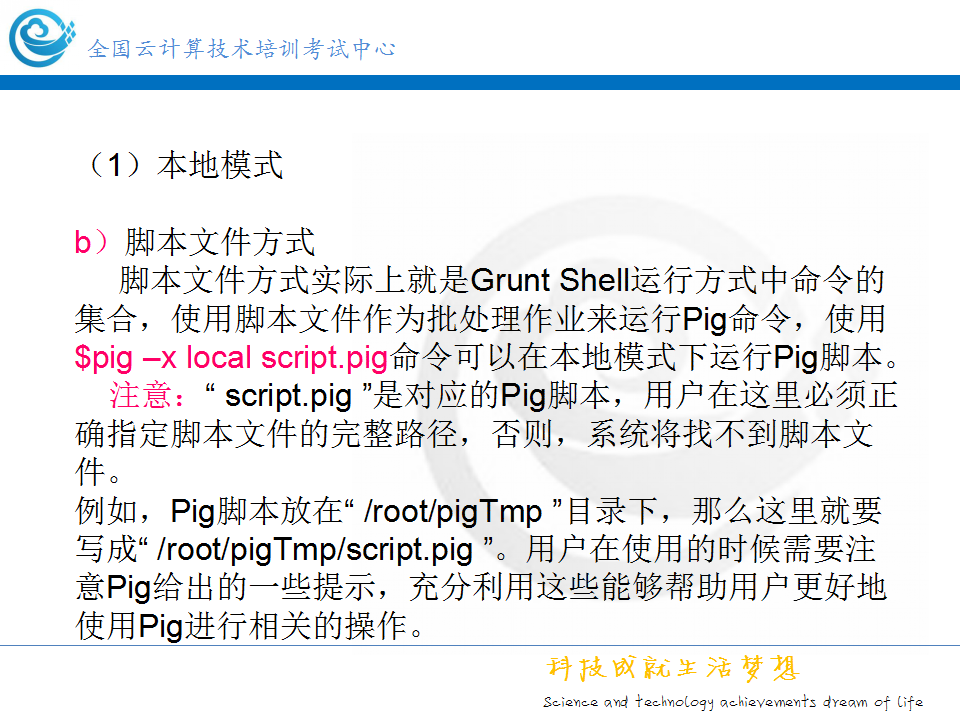 全国云计算技术培训考试中心
（1）本地模式
b）脚本文件方式
脚本文件方式实际上就是Grunt Shell运行方式中命令的
集合，使用脚本文件作为批处理作业来运行Pig命令，使用
$pig –x local script.pig命令可以在本地模式下运行Pig脚本。
注意：“ script.pig ”是对应的Pig脚本，用户在这里必须正
确指定脚本文件的完整路径，否则，系统将找不到脚本文
件。
例如，Pig脚本放在“ /root/pigTmp ”目录下，那么这里就要
写成“ /root/pigTmp/script.pig ”。用户在使用的时候需要注
意Pig给出的一些提示，充分利用这些能够帮助用户更好地
使用Pig进行相关的操作。
科技成就生活梦想
Science and technology achievements dream of life